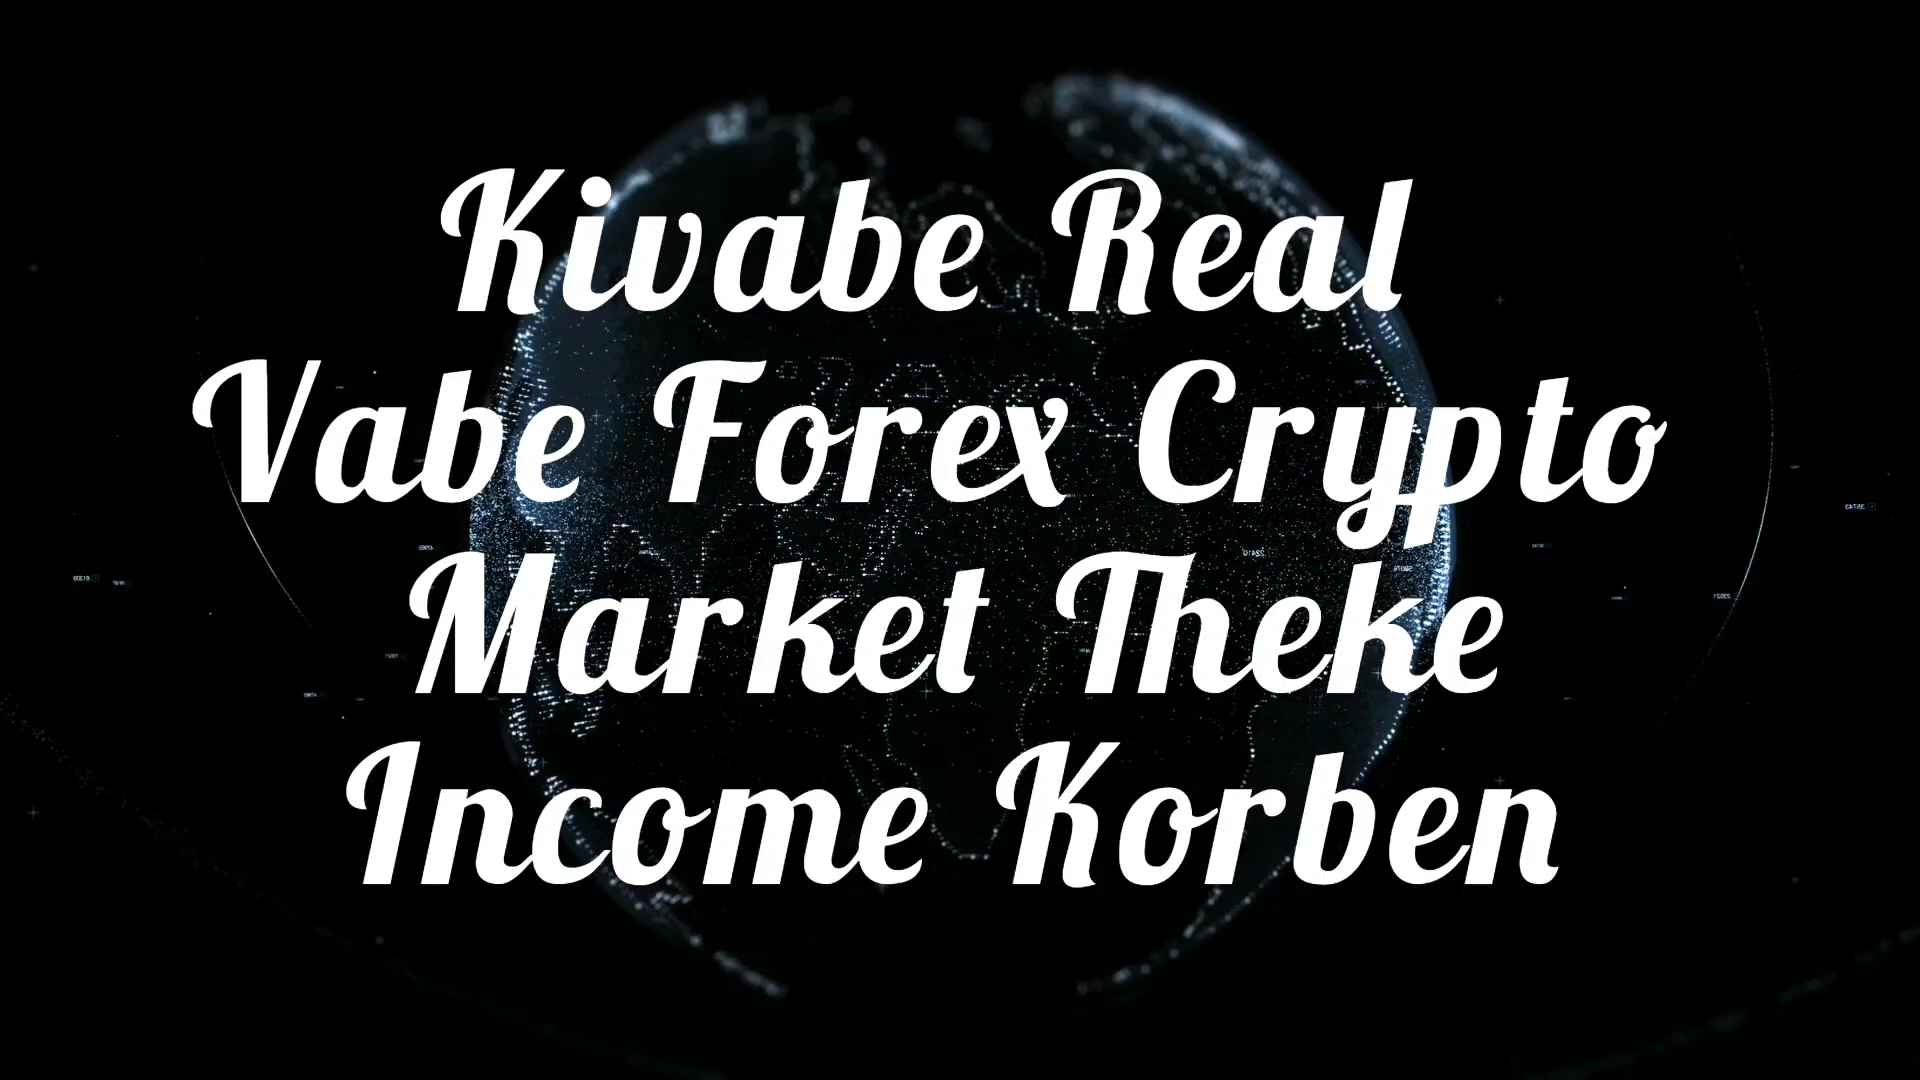 Kivabe Real
Vabe Forex Crypto
Market Theke
Income Korben